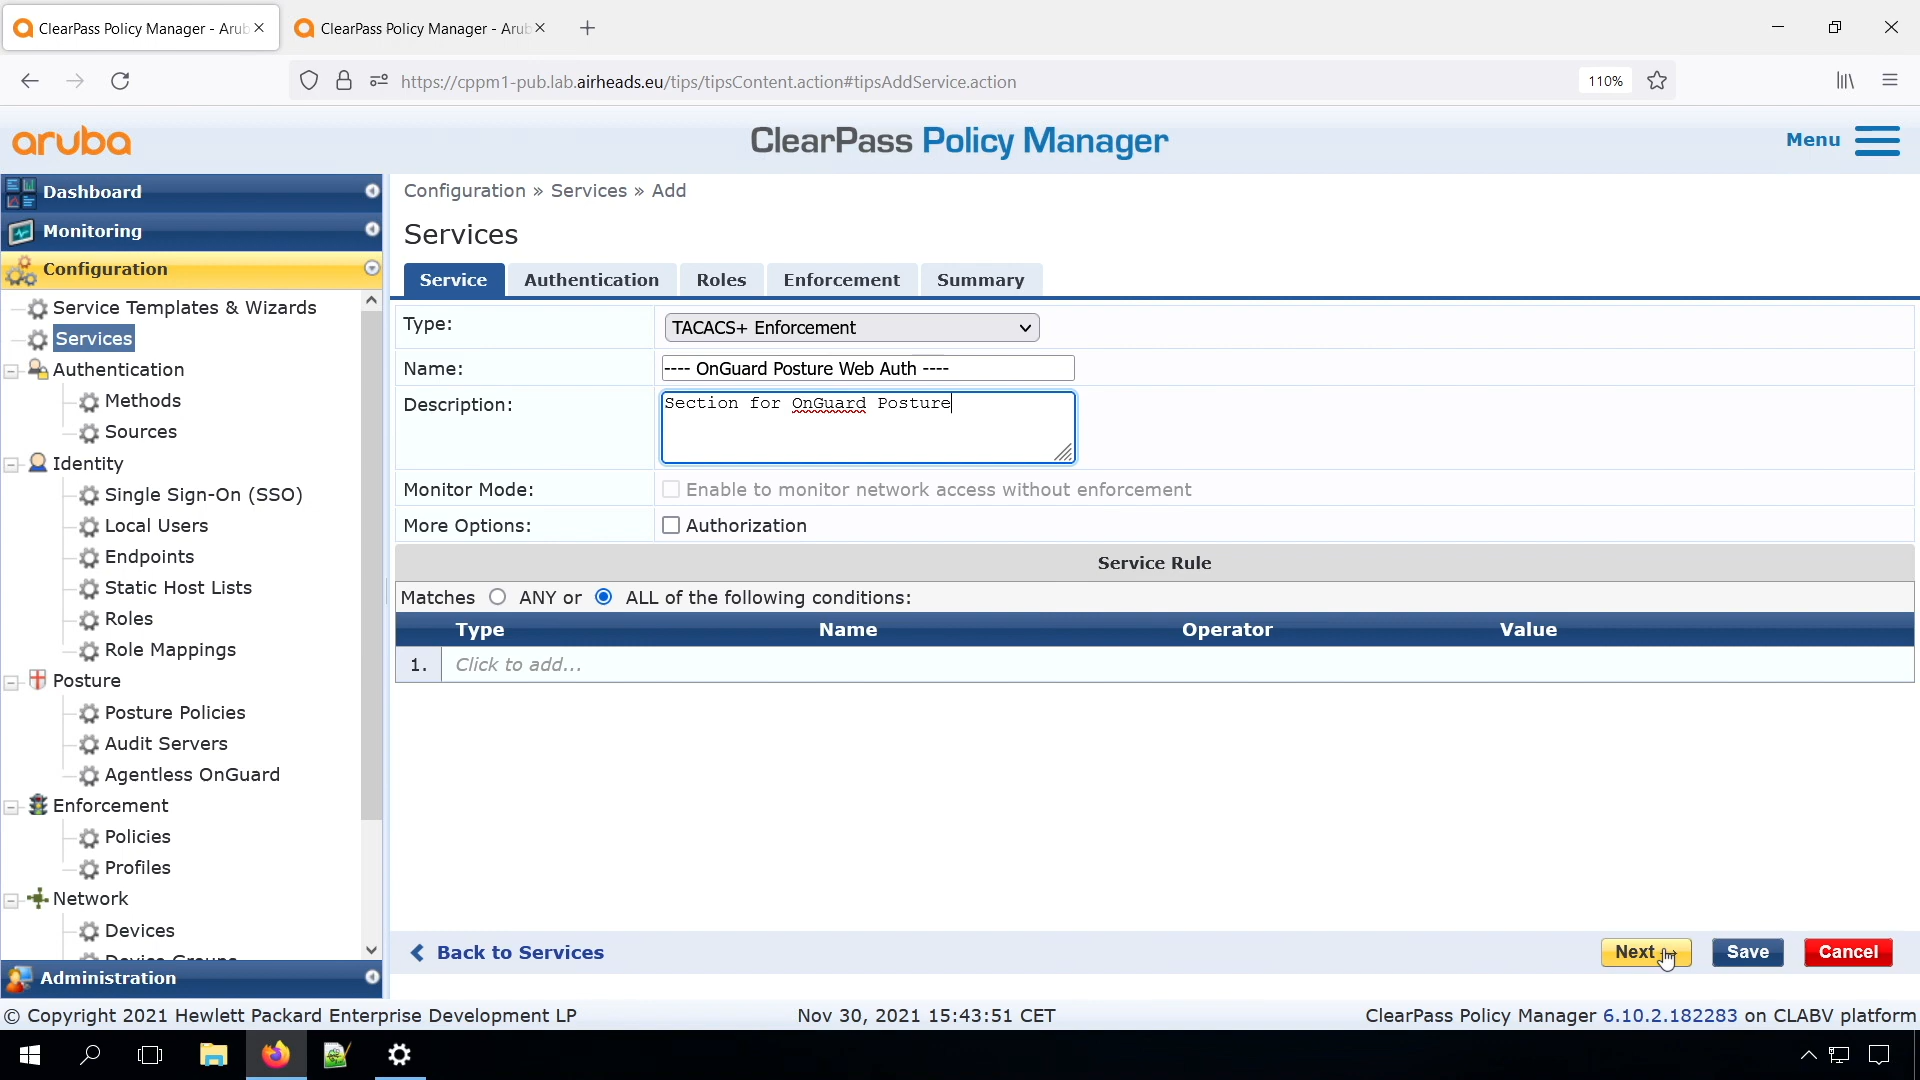 ClearPass Policy Manager - Arub
ClearPass Policy Manager - Arub
https://cppm1-pub.lab.airheads.eu/tips/tipsContent.action#tipsAddService.action
110%
aruba
ClearPass Policy Manager
Menu
Dashboard
Monitoring
Configuration
Service Templates & Wizards
Services
Authentication
Methods
Sources
Identity
Single Sign-On (SSO)
Local Users
Endpoints
Static Host Lists
Roles
Role Mappings
Posture
Posture Policies
Audit Servers
Agentless OnGuard
Enforcement
Policies
Profiles
Network
Devices
Device Groups
Administration
Configuration » Services » Add
Services
Service Authentication Roles Enforcement Summary
Type: TACACS+ Enforcement
Name: ---- OnGuard Posture Web Auth ----
Description: Section for OnGuard Posture
Monitor Mode: Enable to monitor network access without enforcement
More Options: Authorization
Service Rule
Matches ANY or ALL of the following conditions:
Type Name Operator Value
1. Click to add...
Back to Services Next Save Cancel
© Copyright 2021 Hewlett Packard Enterprise Development LP Nov 30, 2021 15:43:51 CET ClearPass Policy Manager 6.10.2.182283 on CLABV platform